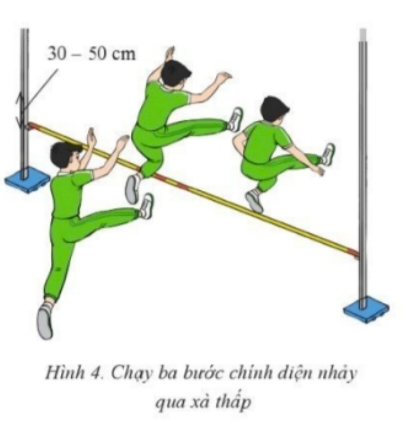 30 – 50 cm
Hình 4. Chạy ba bước chính diện nhảy
qua xà thấp